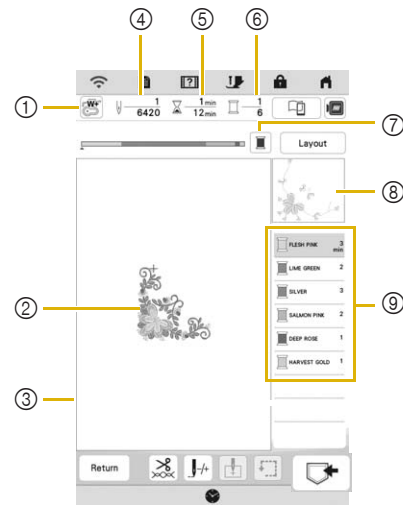 ④ ⑤ ⑥
?
① W+ 1 1 min 1
6420 12 min 6
⑦
Layout
⑧
FLESH PINK 3 min
LIME GREEN 2
SILVER 3
② ⑨
SALMON PINK 2
DEEP ROSE 1
HARVEST GOLD 1
③
Return -/+